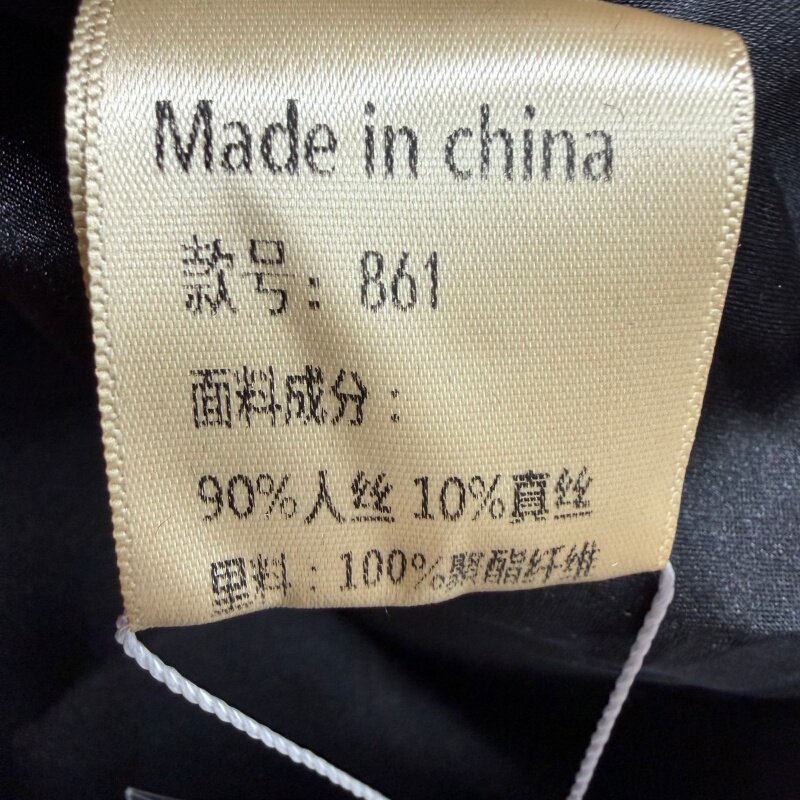 Made in china
款号：861
面料成分：
90%人丝 10%真丝
里料：100%聚酯纤维